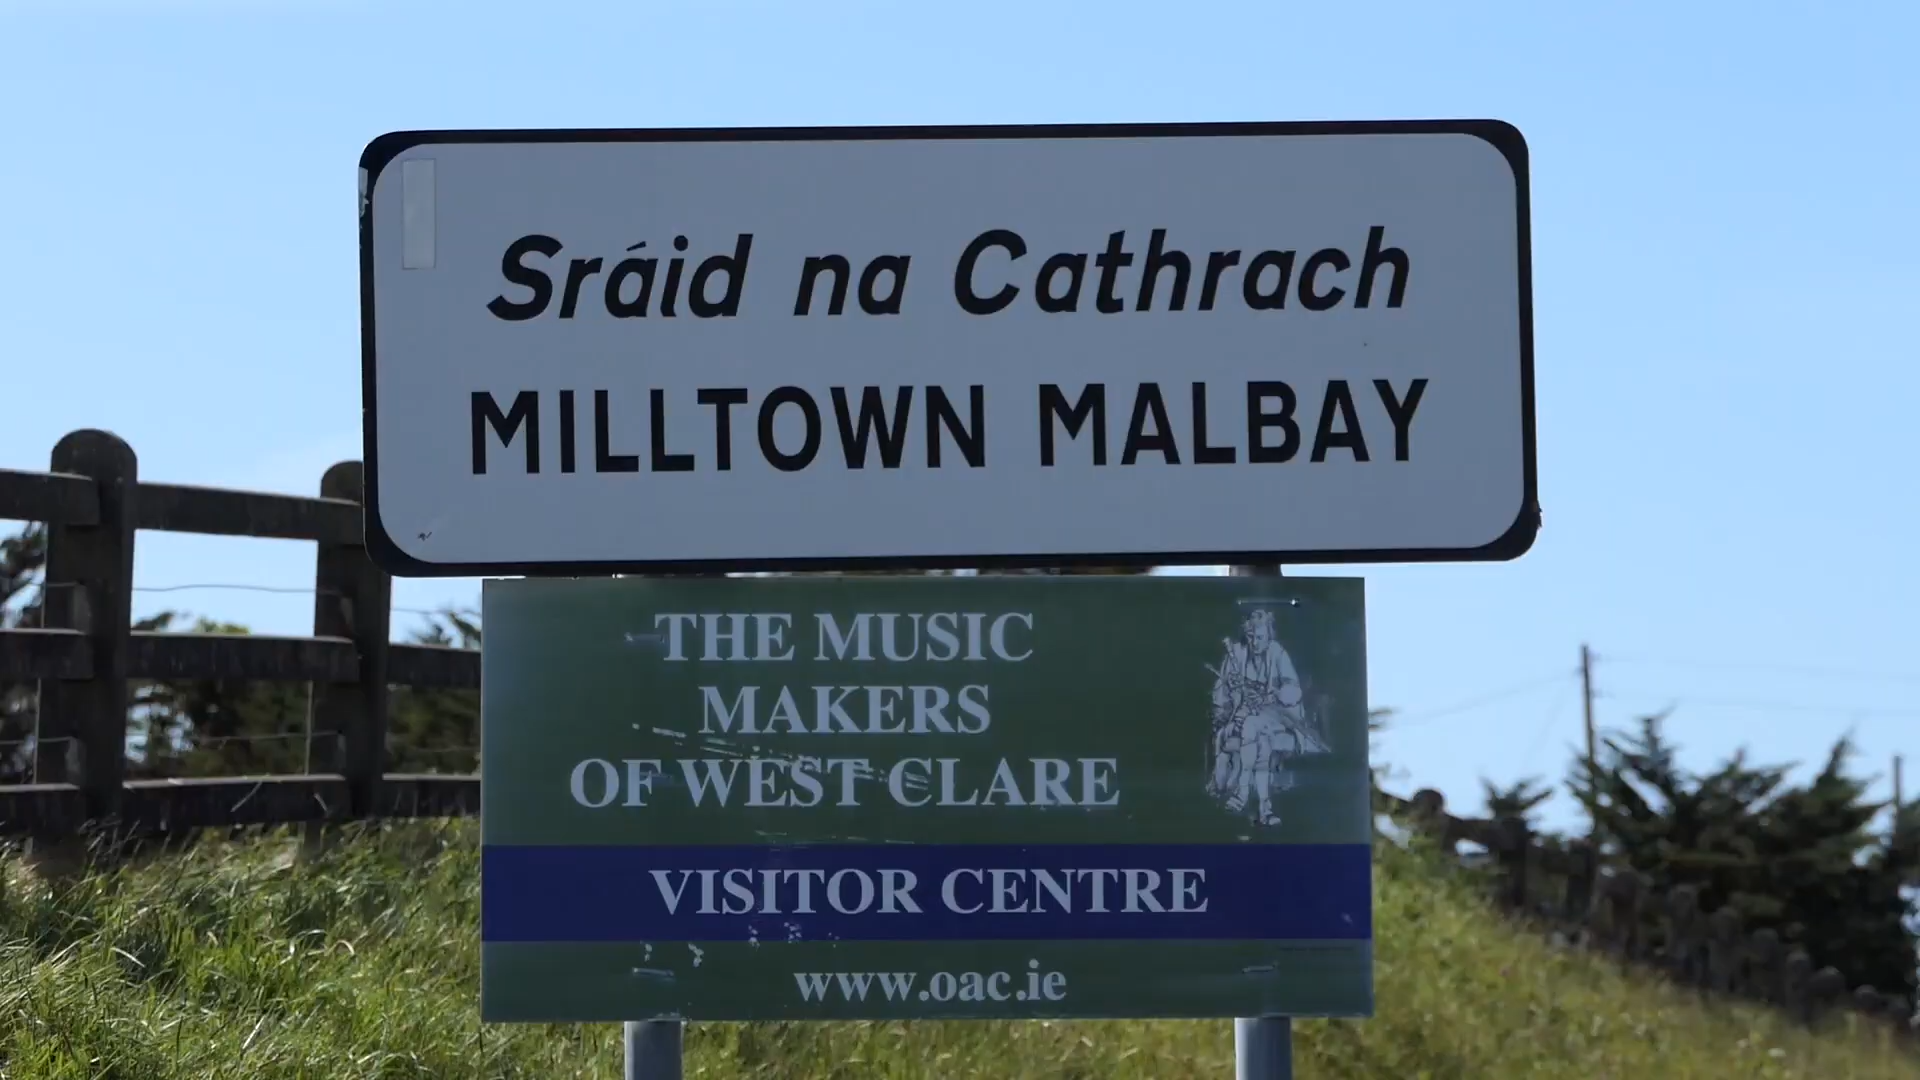 Sráid na Cathrach
MILLTOWN MALBAY
THE MUSIC
MAKERS
OF WEST CLARE
VISITOR CENTRE
www.oac.ie